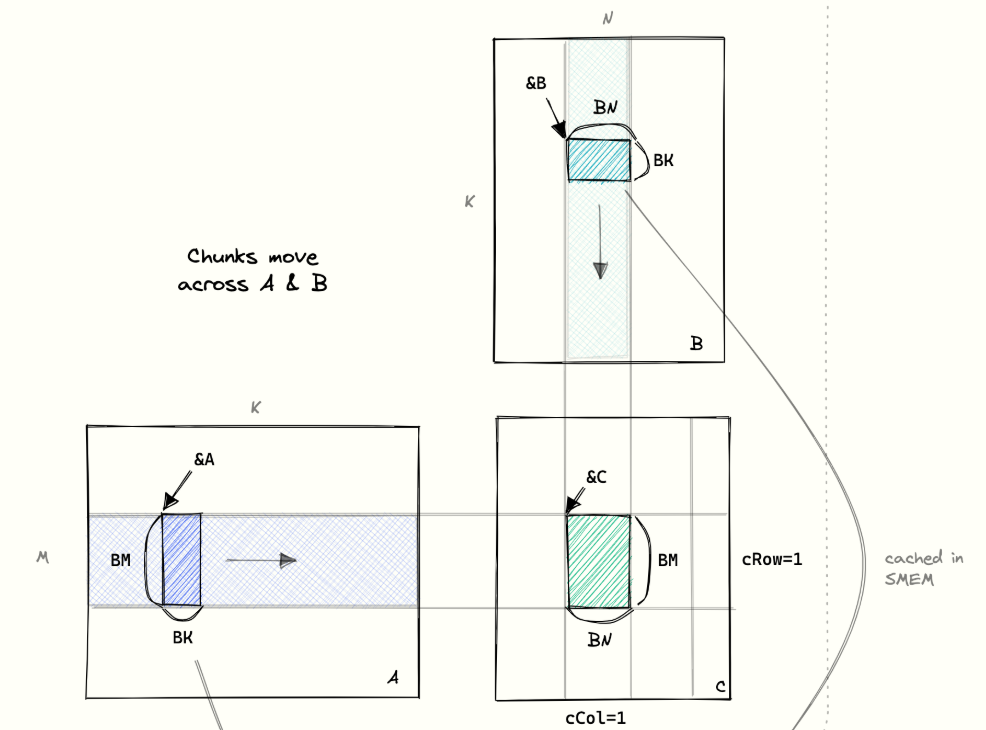 N
&B
BN
BK
K
Chunks move
across A & B
B
K
&A
&C
BM
M
BM
cRow=1
cached in
SMEM
BK
BN
A
C
cCol=1